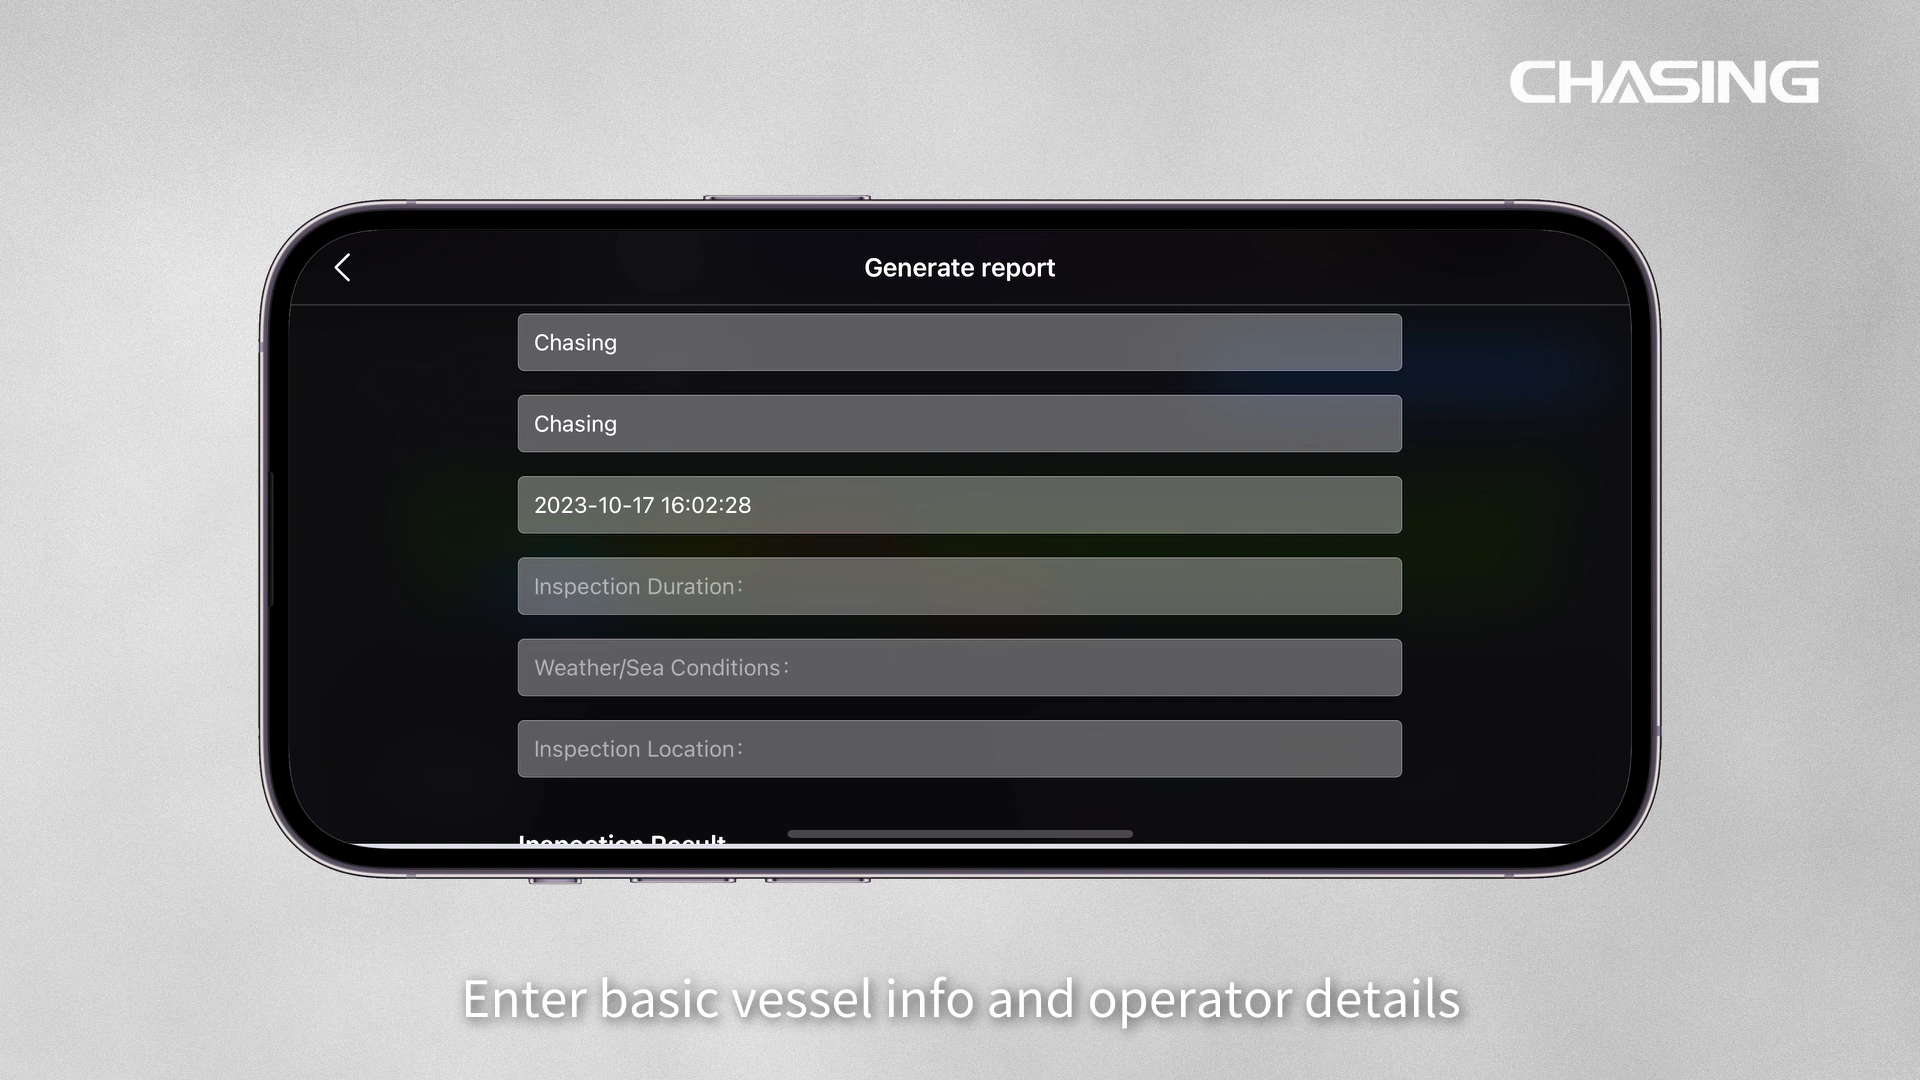 CHASING
Generate report
Chasing
Chasing
2023-10-17 16:02:28
Inspection Duration:
Weather/Sea Conditions:
Inspection Location:
Inspection Result
Enter basic vessel info and operator details